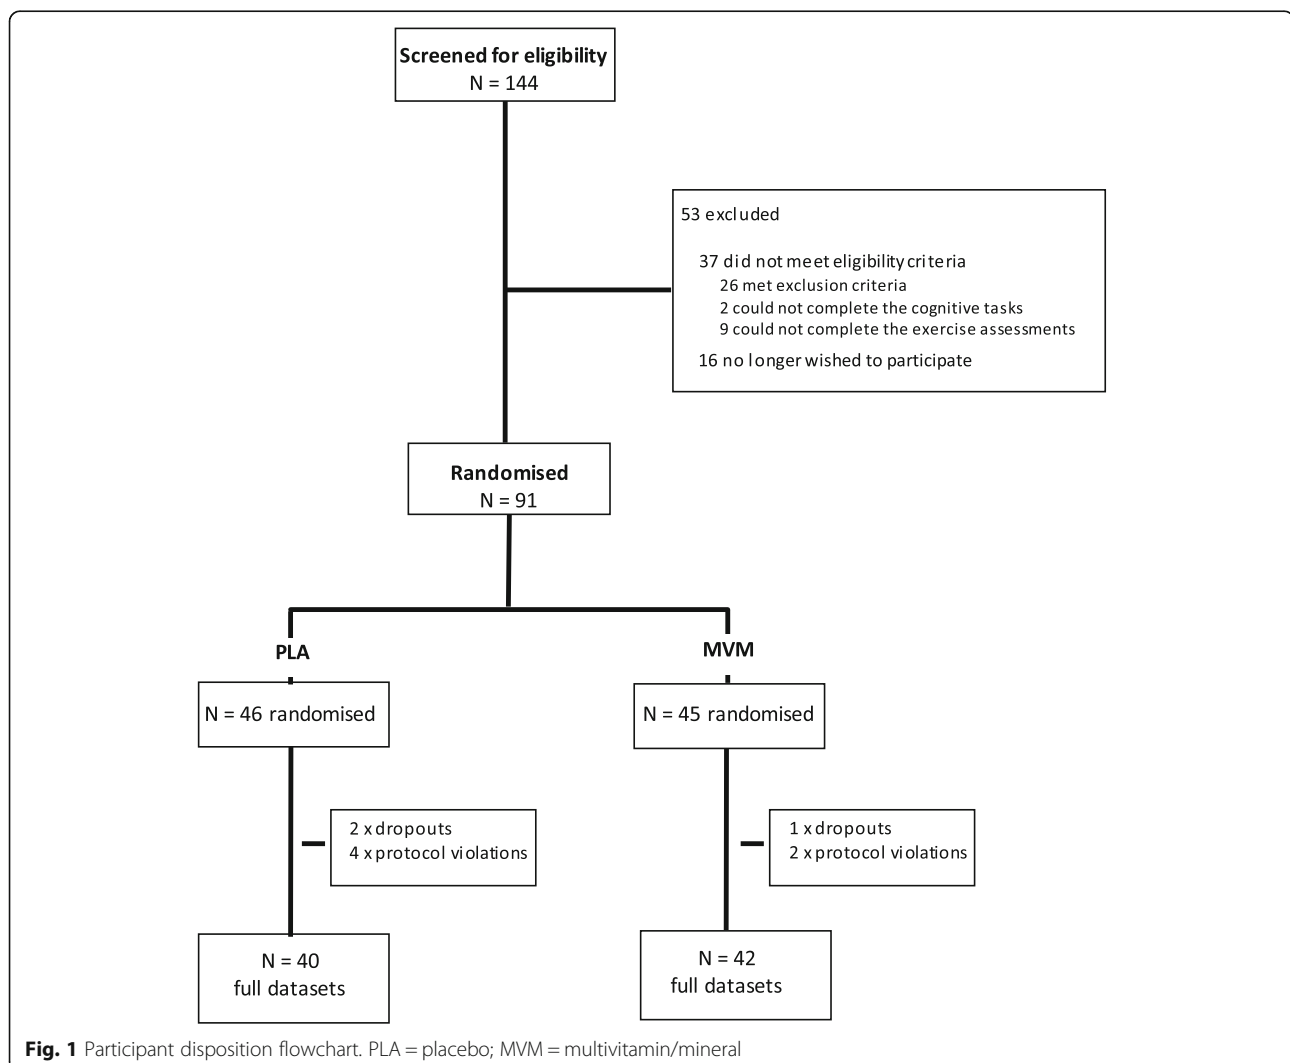 Screened for eligibility
N = 144
53 excluded
37 did not meet eligibility criteria
26 met exclusion criteria
2 could not complete the cognitive tasks
9 could not complete the exercise assessments
16 no longer wished to participate
Randomised
N = 91
PLA
MVM
N = 46 randomised
N = 45 randomised
2 x dropouts
4 x protocol violations
1 x dropouts
2 x protocol violations
N = 40
full datasets
N = 42
full datasets
Fig. 1 Participant disposition flowchart. PLA = placebo; MVM = multivitamin/mineral